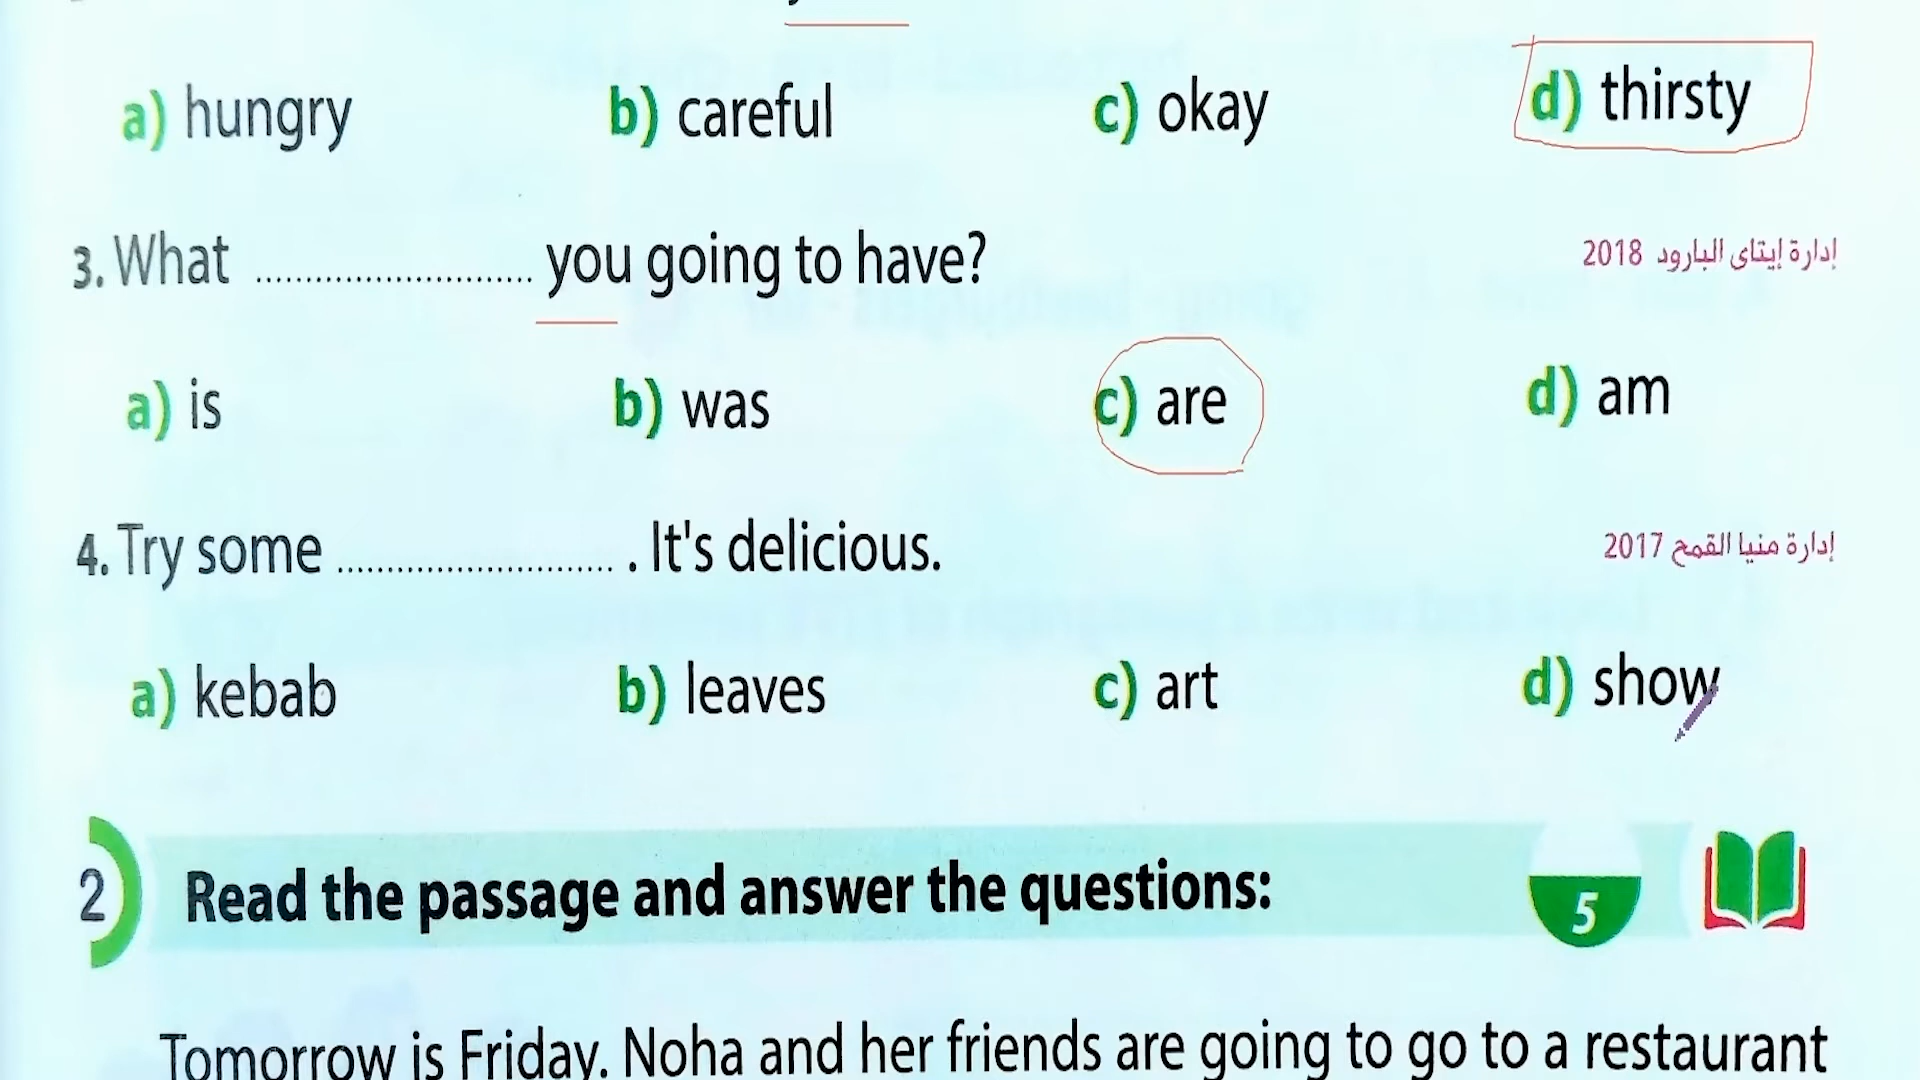 a) hungry b) careful c) okay d) thirsty
3. What ........................... you going to have? إدارة إيتاى البارود 2018
a) is b) was c) are d) am
4. Try some ........................... . It's delicious. إدارة منيا القمح 2017
a) kebab b) leaves c) art d) show
2 Read the passage and answer the questions: 5
Tomorrow is Friday. Noha and her friends are going to go to a restaurant